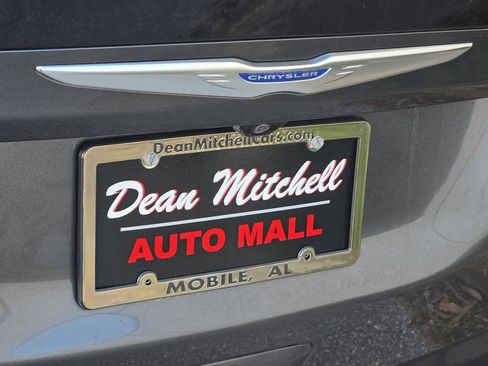 CHRYSLER
DeanMitchellCars.com
Dean Mitchell
AUTO MALL
MOBILE, AL